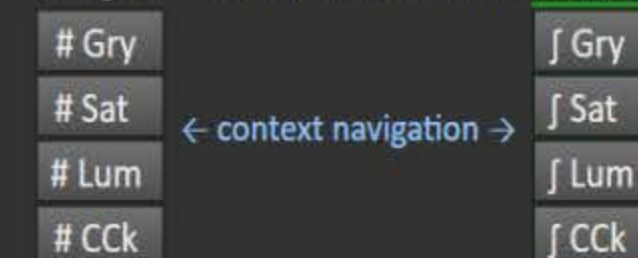 # Gry
# Sat
# Lum
# CCk
← context navigation →
ʃ Gry
ʃ Sat
ʃ Lum
ʃ CCk